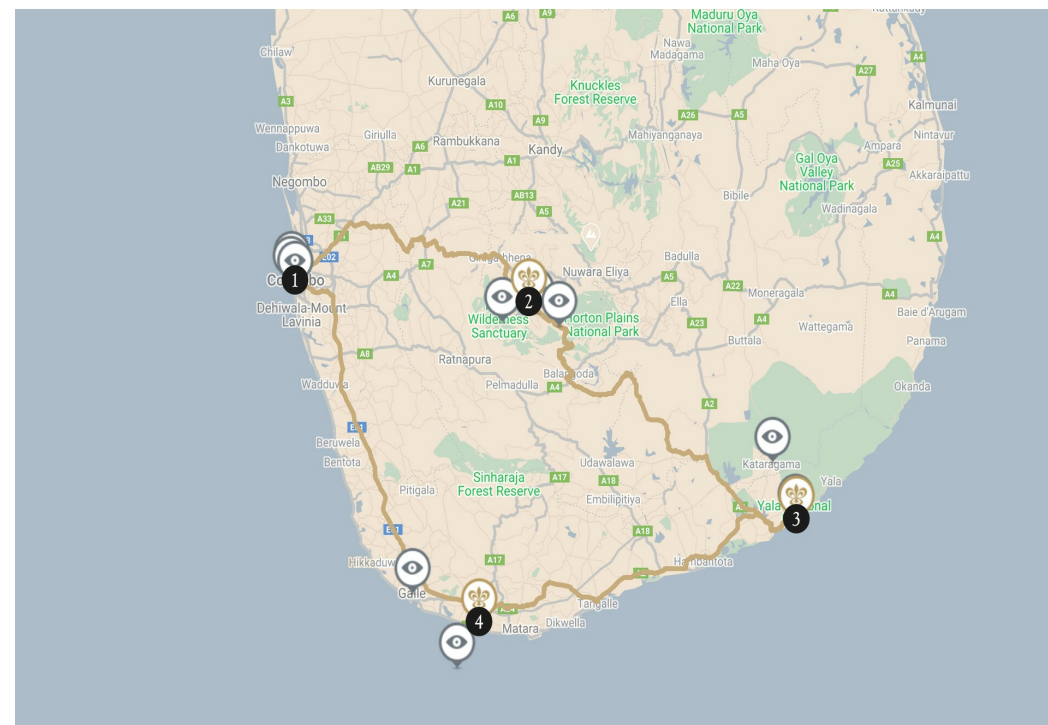 Maduru Oya
National Park
A6
A9
Chilaw
Nawa
Madagama
Maha Oya
A4
A27
Kurunegala
Knuckles
Forest Reserve
A3
A10
Kalmunai
A9
A26
A5
Wennappuwa
Giriulla
Rambukkana
Mahiyanganaya
Nintavur
Dankotuwa
A6
Kandy
Ampara
Gal Oya
Valley
National Park
A1
A25
AB29
A1
Akkaraipattu
Negombo
AB13
Bibile
A21
A5
Wadinagala
A33
A4
E02
Badulla
A4
A7
Nuwara Eliya
A5
1
A22
Moneragala
A4
Dehiwala-Mount
Lavinia
2
Ella
Baie d'Arugam
Wilderness
Sanctuary
Horton Plains
National Park
A23
A4
Wattegama
Buttala
Panama
A8
Ratnapura
Balangoda
Wadduwa
Pelmadulla
A4
Okanda
A2
Beruwela
Bentota
Udawalawa
Kataragama
Sinharaja
Forest Reserve
A17
A18
Yala
Pitigala
Embilipitiya
3
A18
A17
Hambantota
Galle
Tangalle
4
Matara
Dikwella